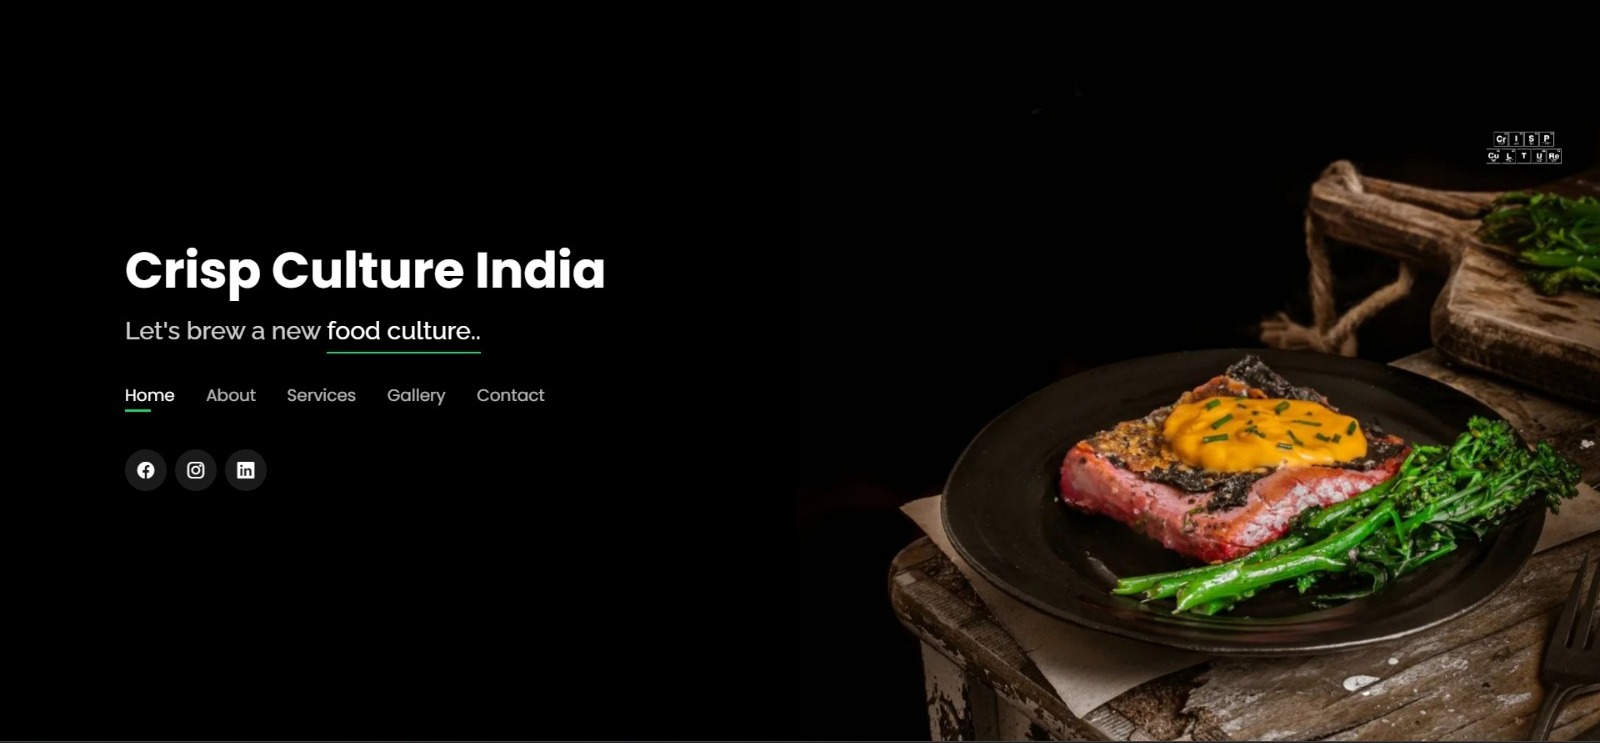 Crisp Culture India
Let's brew a new food culture..
Home About Services Gallery Contact
Cr I S P
Cu L T U Re